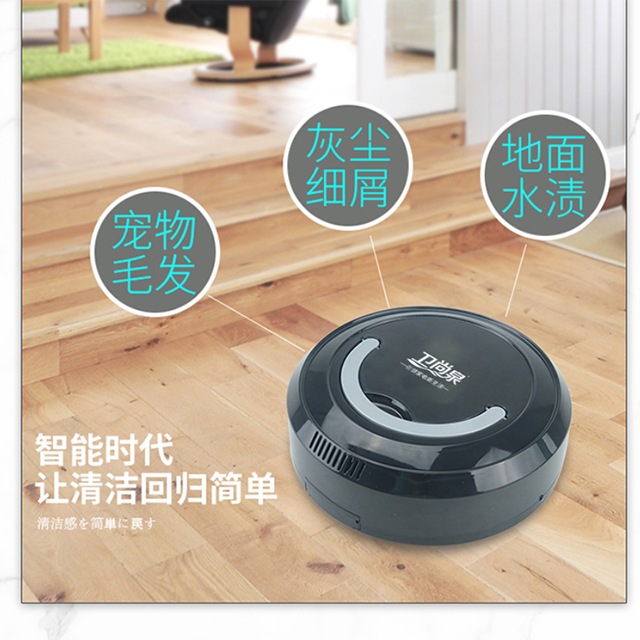 灰尘
细屑
地面
水渍
宠物
毛发
卫尚泉
智能时代
让清洁回归简单
清洁感を简単に戻す